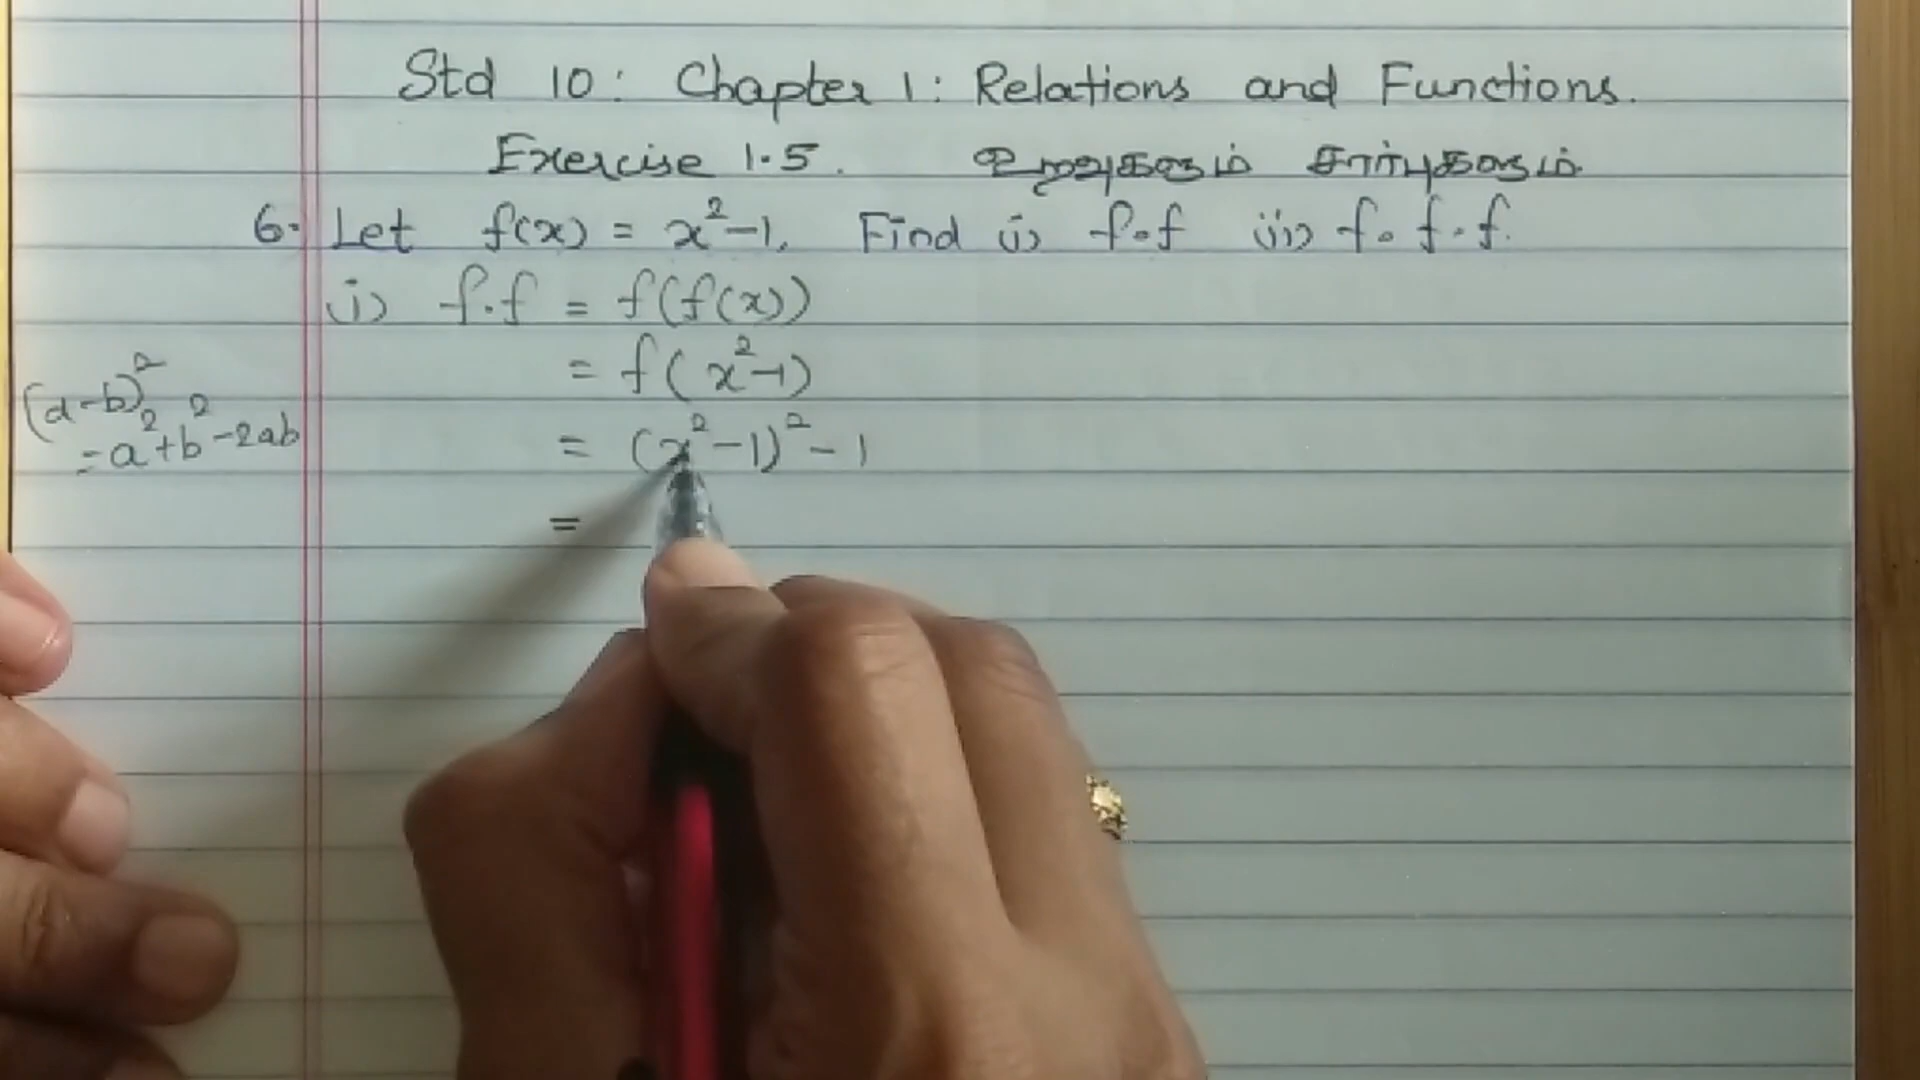 Std 10: Chapter 1: Relations and Functions.
Exercise 1.5. உறவுகளும் சார்புகளும்
6. Let f(x) = x²-1. Find (i) f∘f (ii) f∘f∘f.
(i) f∘f = f(f(x))
= f(x²-1)
(a-b)²
= a²+b²-2ab
= (x²-1)² - 1
=